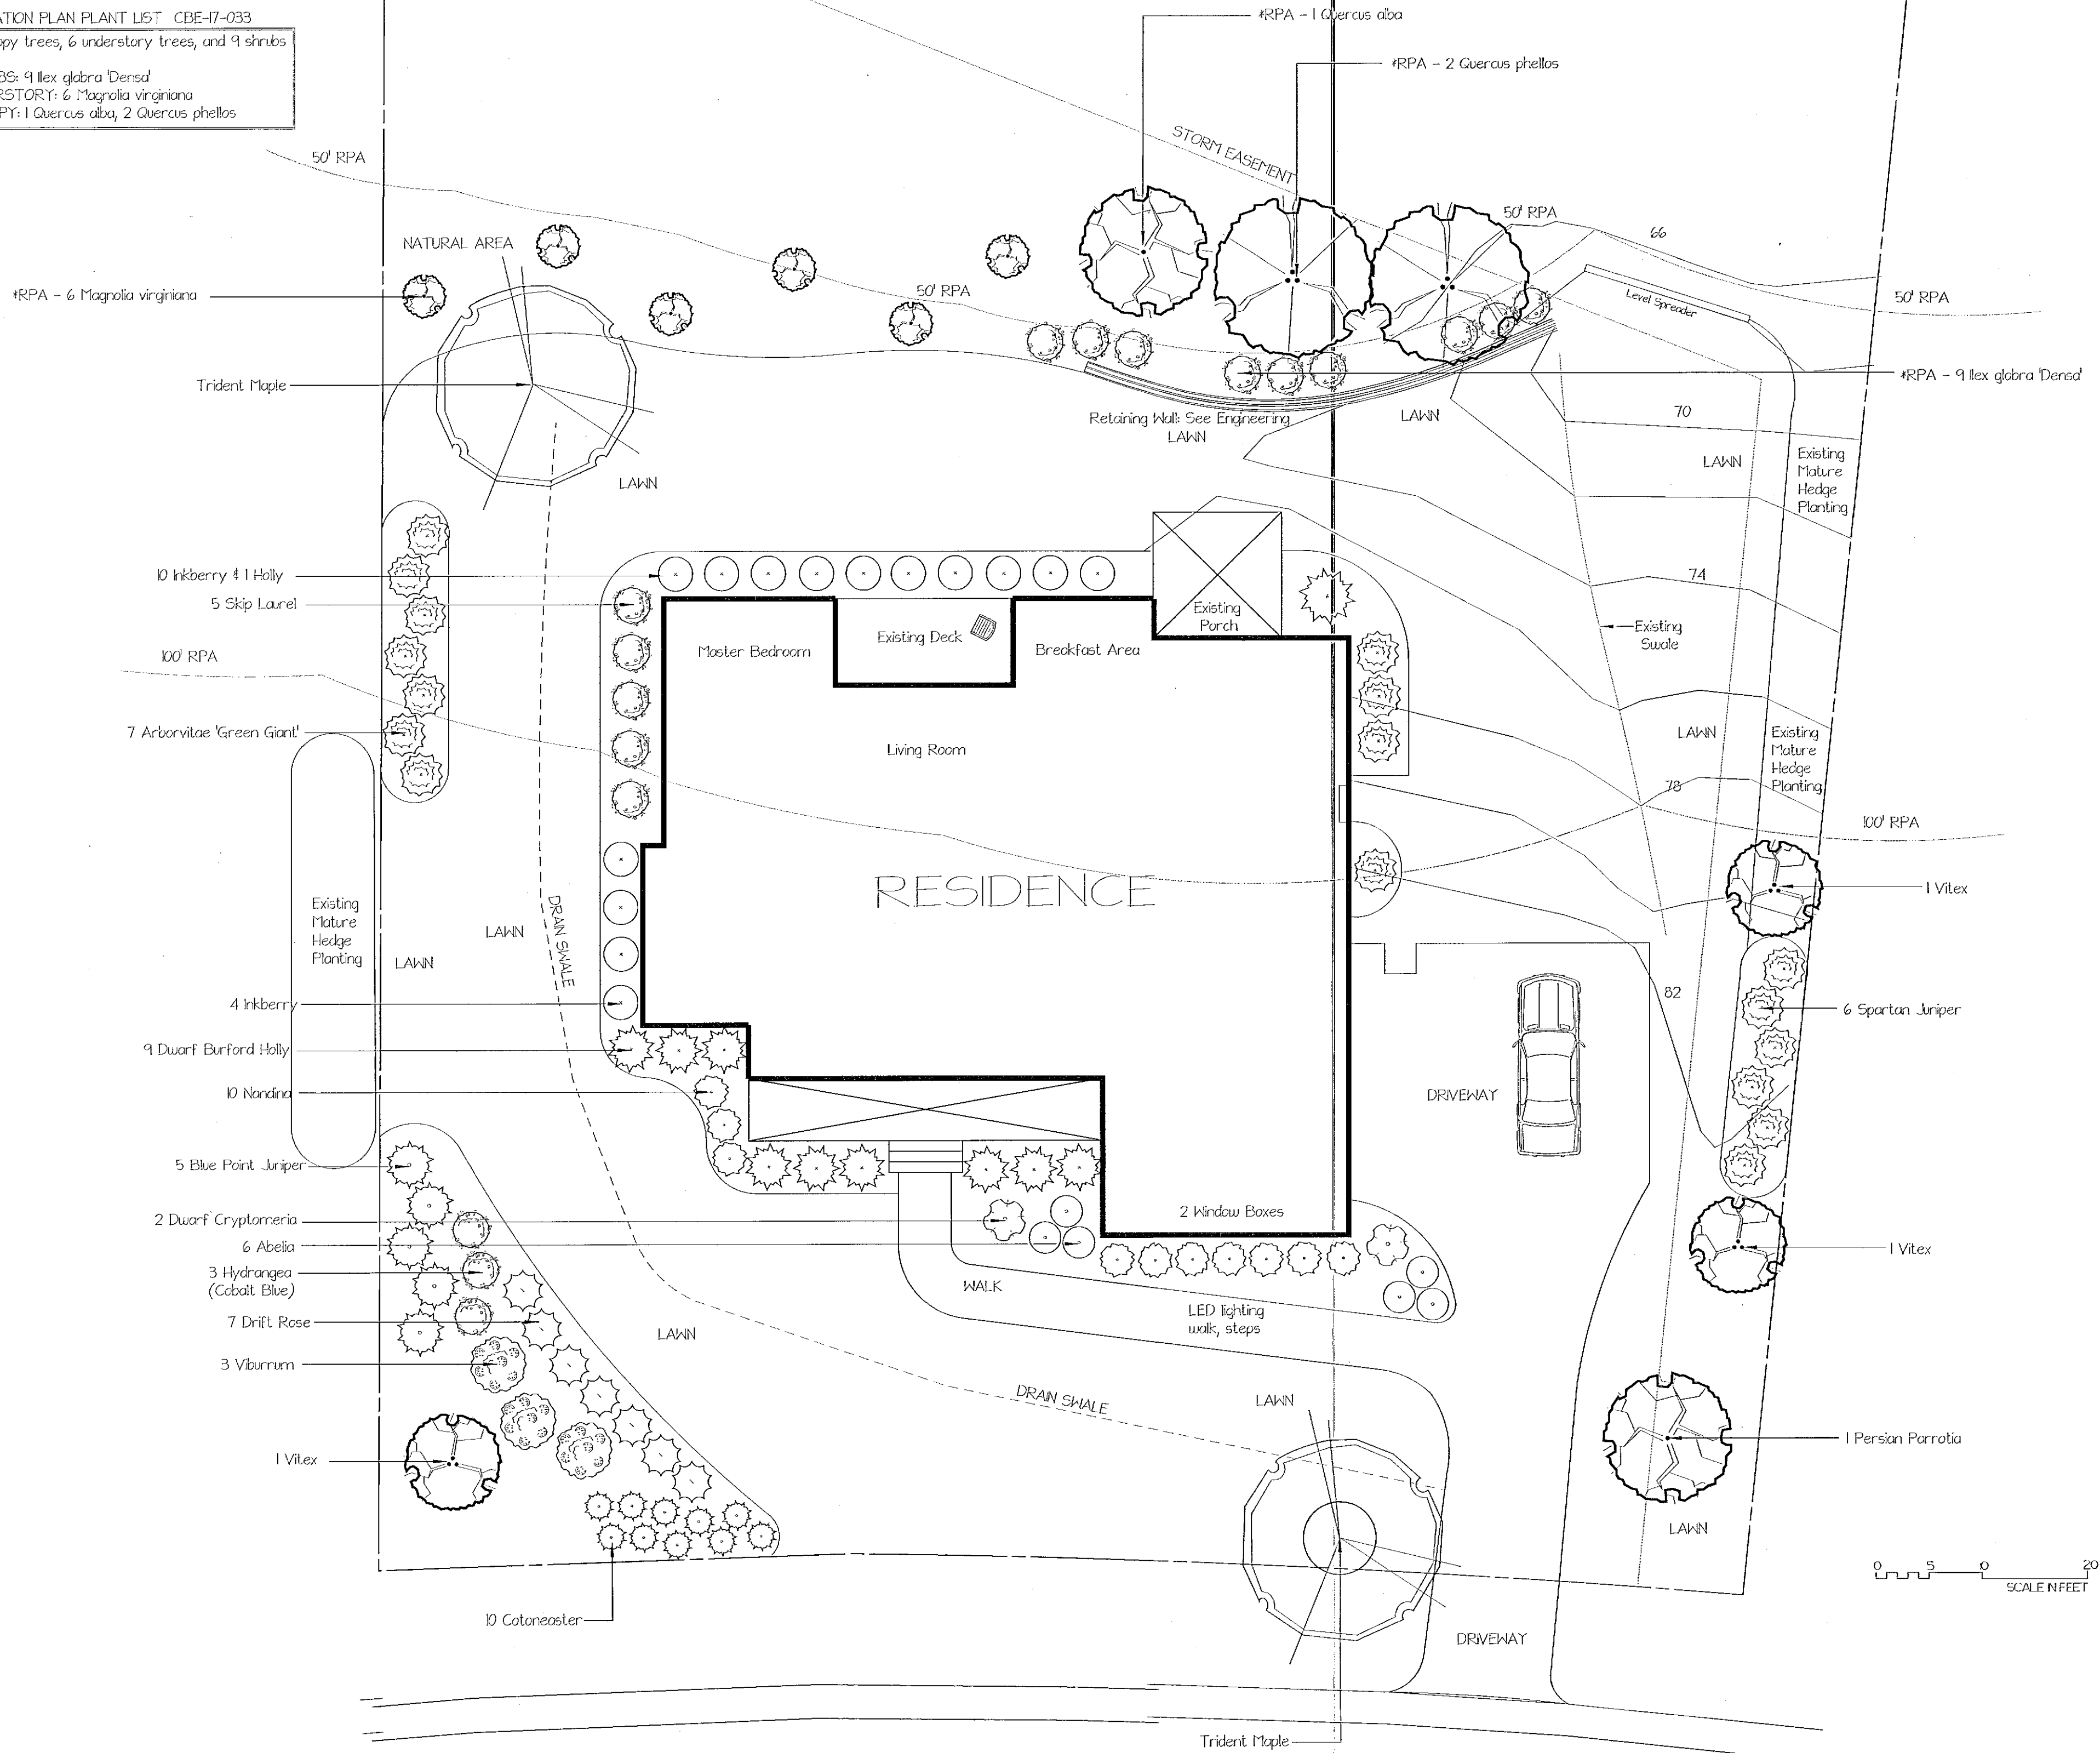 PLAN PLANT LIST CBE-17-033
trees, 6 understory trees, and 9 shrubs
9 Ilex glabra 'Densa'
6 Magnolia virginiana
1 Quercus alba, 2 Quercus phellos
*RPA - 1 Quercus alba
*RPA - 2 Quercus phellos
STORM EASEMENT
50' RPA
50' RPA
66
NATURAL AREA
*RPA - 6 Magnolia virginiana
50' RPA
Level Spreader
50' RPA
Trident Maple
*RPA - 9 Ilex glabra 'Densa'
Retaining Wall: See Engineering
LAWN
LAWN
70
LAWN
Existing
Mature
Hedge
Planting
LAWN
10 Inkberry & 1 Holly
5 Skip Laurel
74
Existing
Porch
Existing Deck
Master Bedroom
Breakfast Area
Existing
Swale
100' RPA
7 Arborvitae 'Green Giant'
Living Room
LAWN
Existing
Mature
Hedge
Planting
78
100' RPA
RESIDENCE
1 Vitex
Existing
Mature
Hedge
Planting
LAWN
LAWN
DRAIN SWALE
82
4 Inkberry
6 Spartan Juniper
9 Dwarf Burford Holly
10 Nandina
DRIVEWAY
5 Blue Point Juniper
2 Dwarf Cryptomeria
2 Window Boxes
6 Abelia
1 Vitex
3 Hydrangea
(Cobalt Blue)
WALK
LED lighting
walk, steps
7 Drift Rose
LAWN
3 Viburnum
DRAIN SWALE
LAWN
1 Vitex
1 Persian Parrotia
LAWN
0 5 10 20
SCALE IN FEET
10 Cotoneaster
DRIVEWAY
Trident Maple